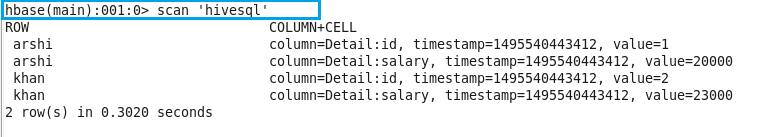 hbase(main):001:0> scan 'hivesql'
ROW COLUMN+CELL
arshi column=Detail:id, timestamp=1495540443412, value=1
arshi column=Detail:salary, timestamp=1495540443412, value=20000
khan column=Detail:id, timestamp=1495540443412, value=2
khan column=Detail:salary, timestamp=1495540443412, value=23000
2 row(s) in 0.3020 seconds